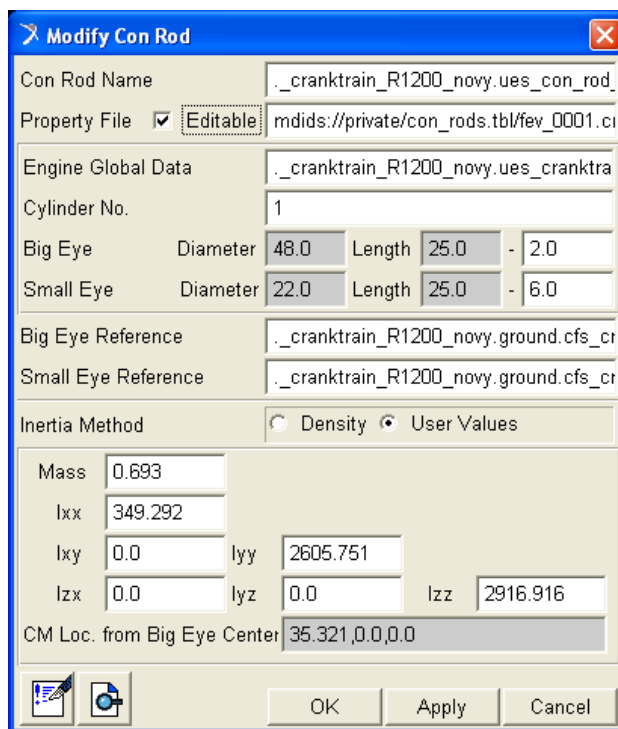 Modify Con Rod
Con Rod Name ._cranktrain_R1200_novy.ues_con_rod_
Property File Editable mdids://private/con_rods.tbl/fev_0001.c
Engine Global Data ._cranktrain_R1200_novy.ues_cranktra
Cylinder No. 1
Big Eye Diameter 48.0 Length 25.0 - 2.0
Small Eye Diameter 22.0 Length 25.0 - 6.0
Big Eye Reference ._cranktrain_R1200_novy.ground.cfs_cr
Small Eye Reference ._cranktrain_R1200_novy.ground.cfs_cr
Inertia Method Density User Values
Mass 0.693
Ixx 349.292
Ixy 0.0 Iyy 2605.751
Izx 0.0 Iyz 0.0 Izz 2916.916
CM Loc. from Big Eye Center 35.321,0.0,0.0
OK Apply Cancel